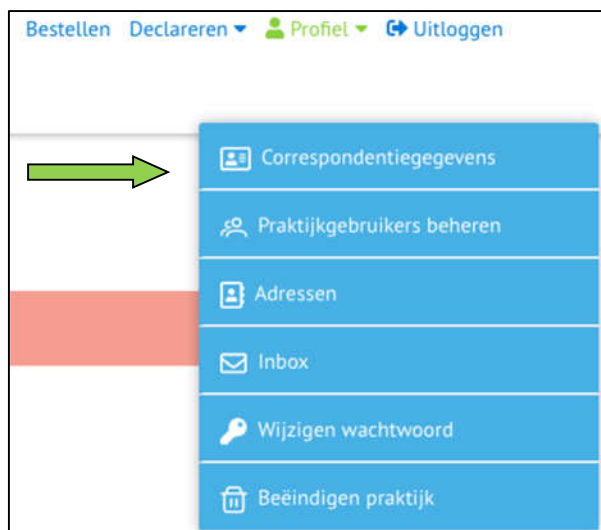 Bestellen Declareren Profiel Uitloggen
Correspondentiegegevens
Praktijkgebruikers beheren
Adressen
Inbox
Wijzigen wachtwoord
Beëindigen praktijk